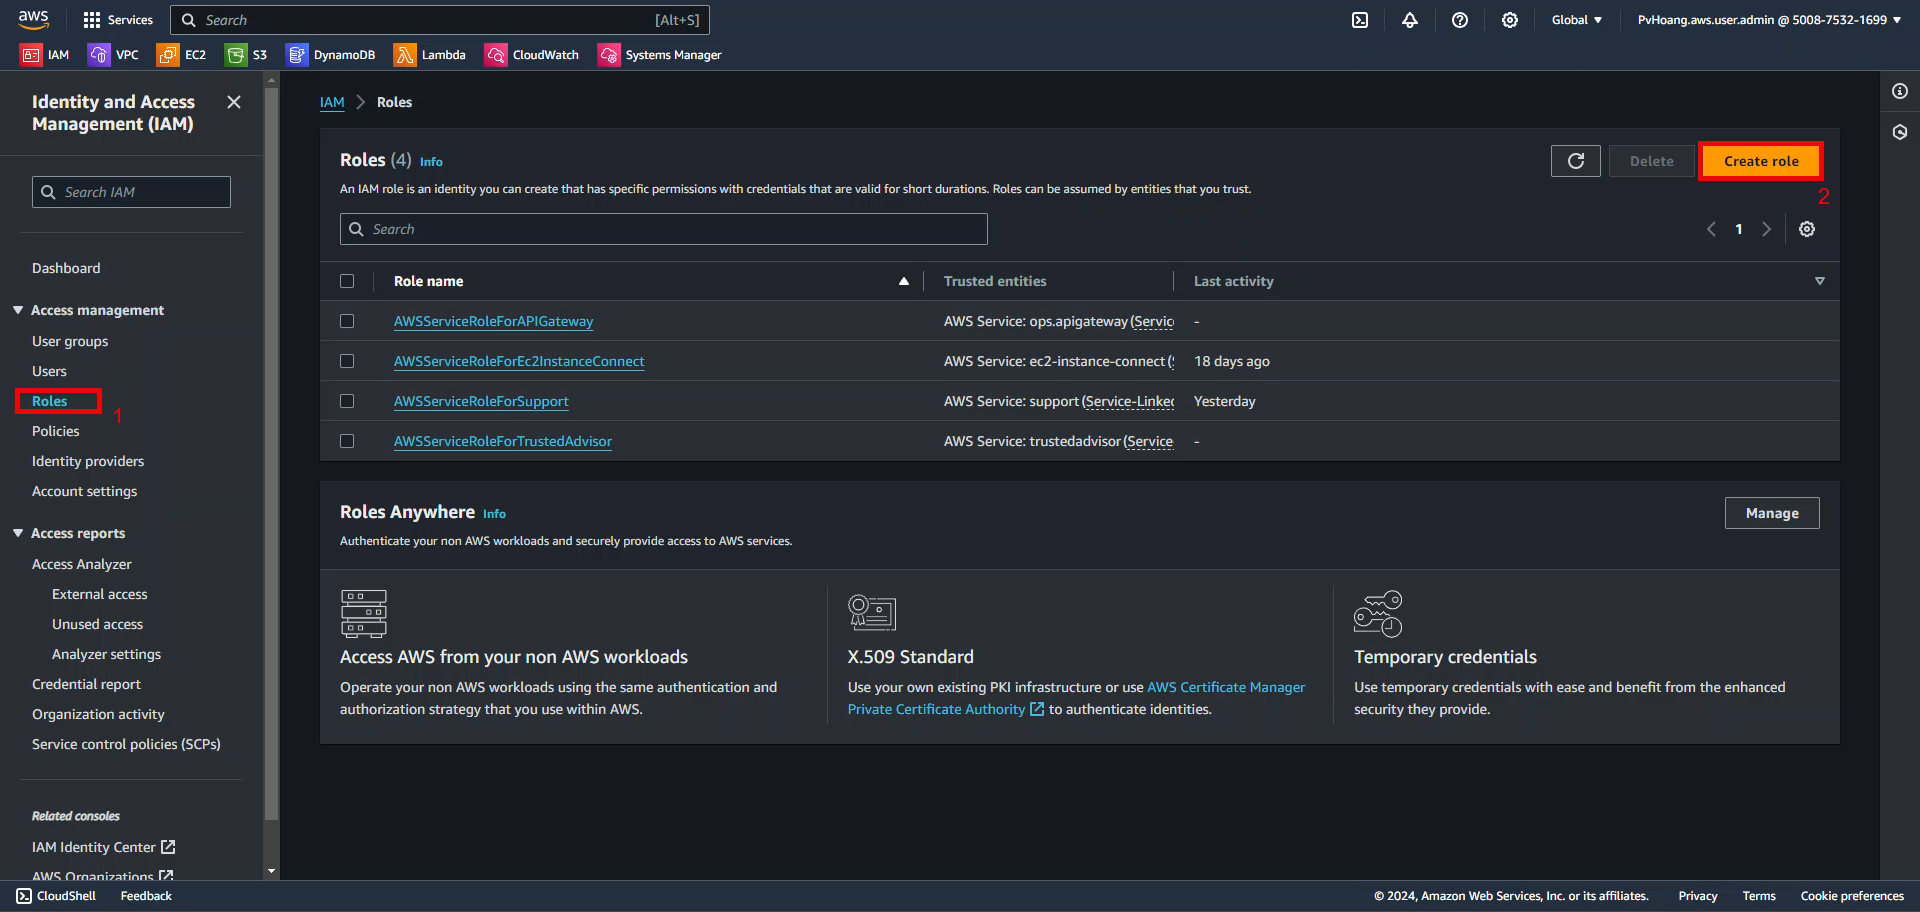 aws
Services
Search
[Alt+S]
Global
PvHoang.aws.user.admin @ 5008-7532-1699
IAM
VPC
EC2
S3
DynamoDB
Lambda
CloudWatch
Systems Manager
Identity and Access
Management (IAM)
Search IAM
Dashboard
Access management
User groups
Users
Roles
1
Policies
Identity providers
Account settings
Access reports
Access Analyzer
External access
Unused access
Analyzer settings
Credential report
Organization activity
Service control policies (SCPs)
Related consoles
IAM Identity Center
AWS Organizations
IAM
Roles
Roles (4) Info
Delete
Create role
2
An IAM role is an identity you can create that has specific permissions with credentials that are valid for short durations. Roles can be assumed by entities that you trust.
Search
1
Role name
Trusted entities
Last activity
AWSServiceRoleForAPIGateway
AWS Service: ops.apigateway (Servic
-
AWSServiceRoleForEc2InstanceConnect
AWS Service: ec2-instance-connect (
18 days ago
AWSServiceRoleForSupport
AWS Service: support (Service-Linked
Yesterday
AWSServiceRoleForTrustedAdvisor
AWS Service: trustedadvisor (Service
-
Roles Anywhere Info
Manage
Authenticate your non AWS workloads and securely provide access to AWS services.
Access AWS from your non AWS workloads
Operate your non AWS workloads using the same authentication and
authorization strategy that you use within AWS.
X.509 Standard
Use your own existing PKI infrastructure or use AWS Certificate Manager
Private Certificate Authority to authenticate identities.
Temporary credentials
Use temporary credentials with ease and benefit from the enhanced
security they provide.
CloudShell
Feedback
© 2024, Amazon Web Services, Inc. or its affiliates.
Privacy
Terms
Cookie preferences